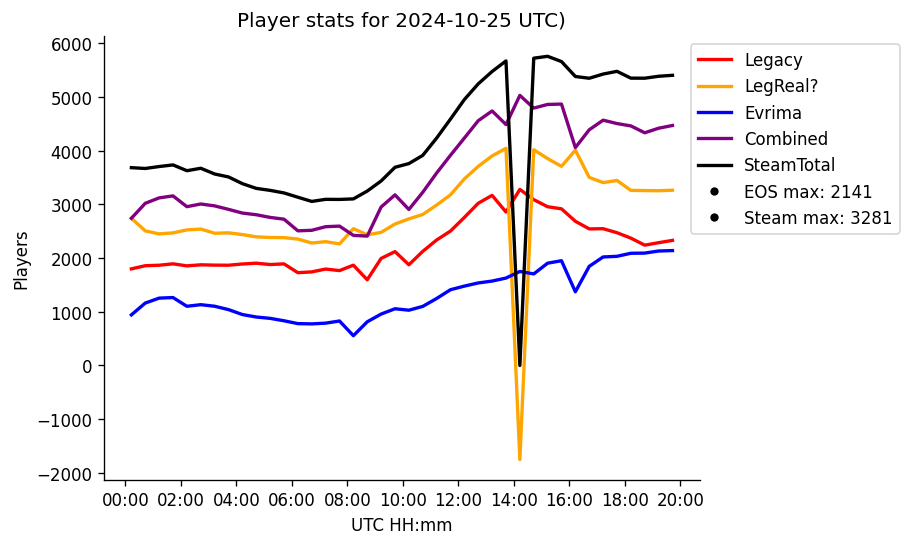 Player stats for 2024-10-25 UTC)
Players
6000
5000
4000
3000
2000
1000
0
−1000
−2000
00:00 02:00 04:00 06:00 08:00 10:00 12:00 14:00 16:00 18:00 20:00
UTC HH:mm
Legacy
LegReal?
Evrima
Combined
SteamTotal
EOS max: 2141
Steam max: 3281